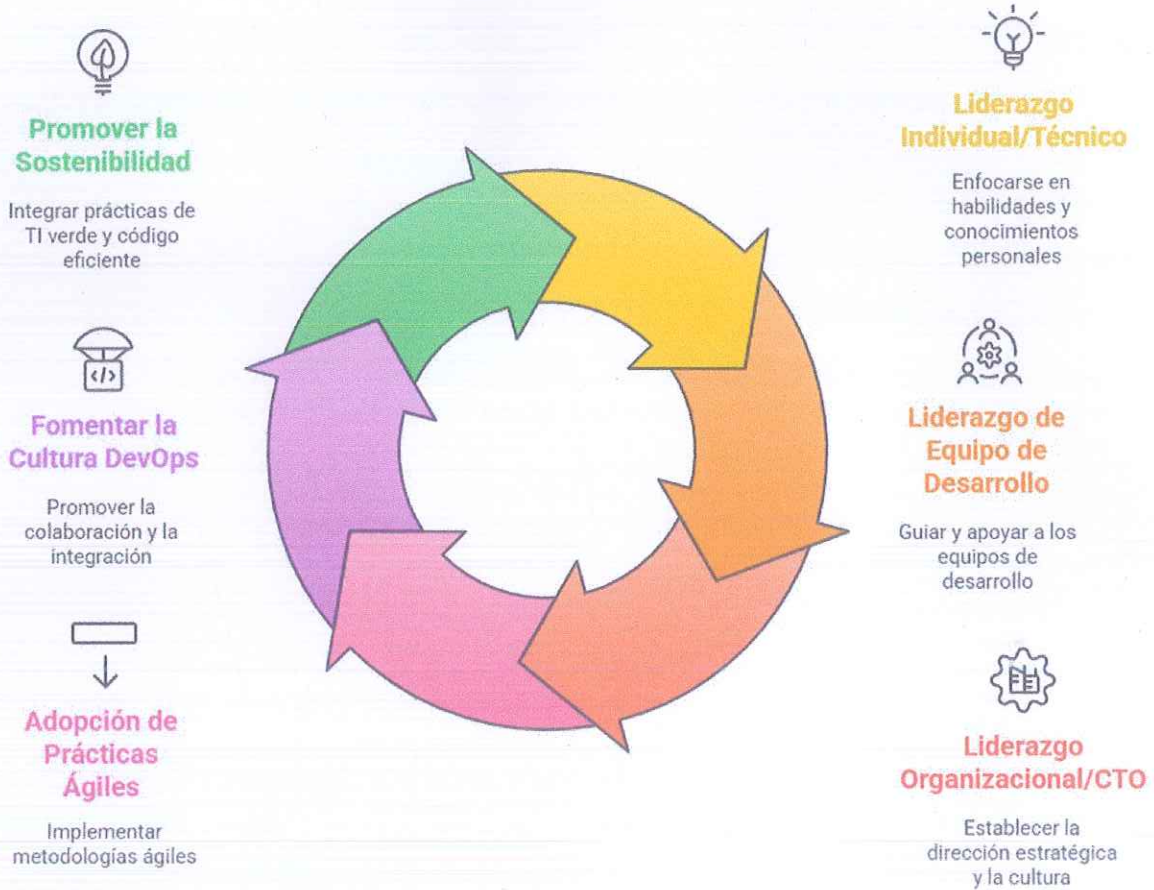 Promover la
Sostenibilidad
Integrar prácticas de
TI verde y código
eficiente
Fomentar la
Cultura DevOps
Promover la
colaboración y la
integración
Adopción de
Prácticas
Ágiles
Implementar
metodologías ágiles
Liderazgo
Individual/Técnico
Enfocarse en
habilidades y
conocimientos
personales
Liderazgo de
Equipo de
Desarrollo
Guiar y apoyar a los
equipos de
desarrollo
Liderazgo
Organizacional/CTO
Establecer la
dirección estratégica
y la cultura